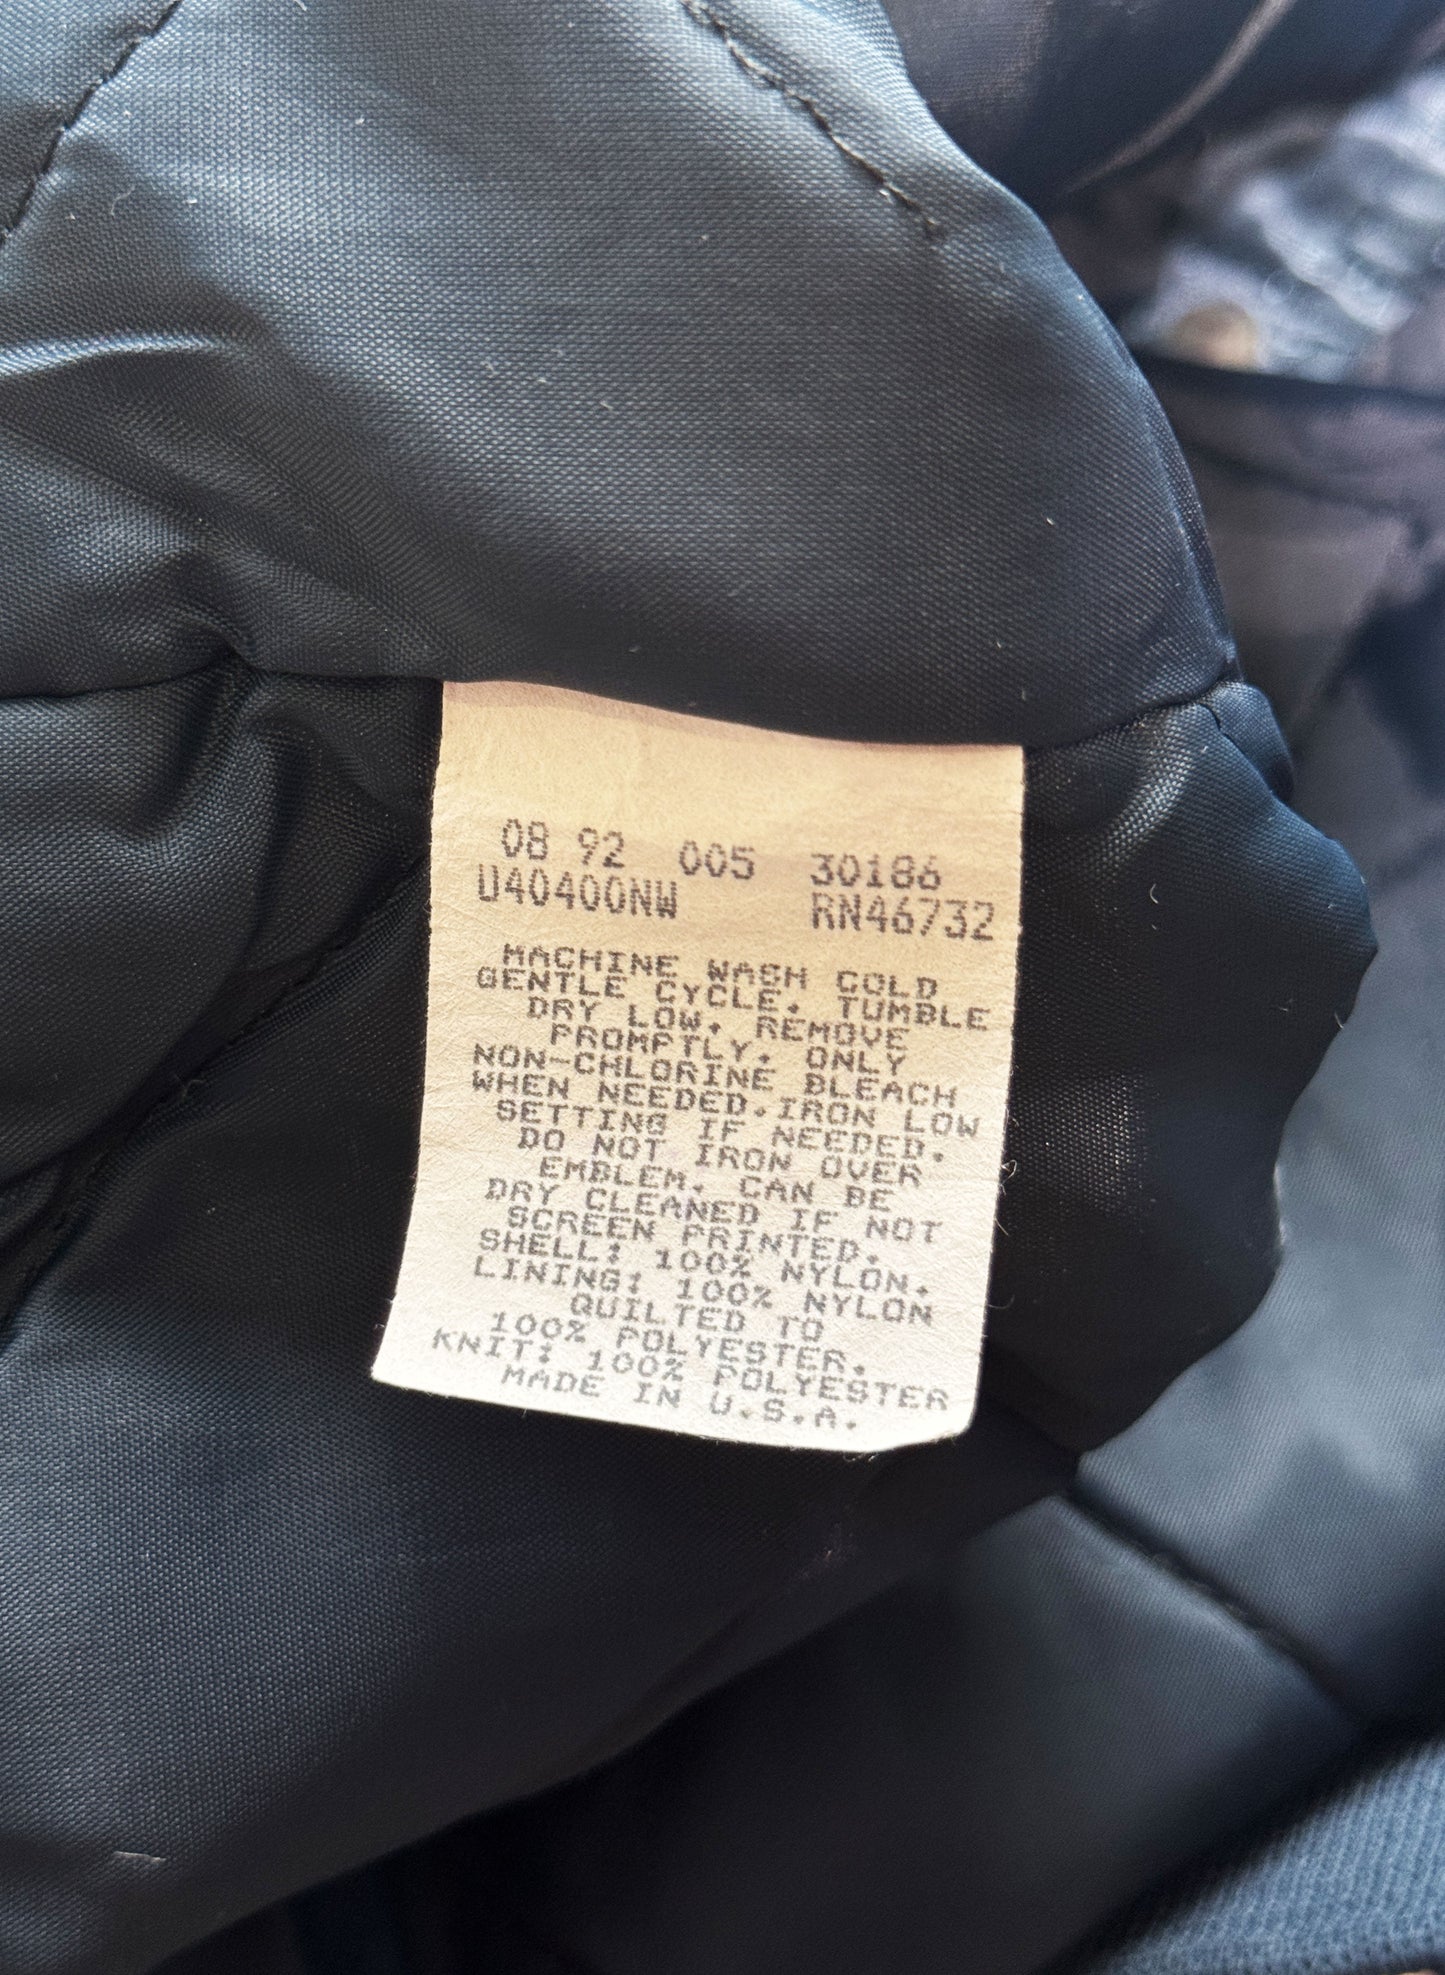 08 92 005 30186
U40400NW RN46732
MACHINE WASH COLD
GENTLE CYCLE. TUMBLE
DRY LOW. REMOVE
PROMPTLY. ONLY
NON-CHLORINE BLEACH
WHEN NEEDED.IRON LOW
SETTING IF NEEDED.
DO NOT IRON OVER
EMBLEM. CAN BE
DRY CLEANED IF NOT
SCREEN PRINTED.
SHELL: 100% NYLON.
LINING: 100% NYLON
QUILTED TO
100% POLYESTER.
KNIT: 100% POLYESTER
MADE IN U.S.A.